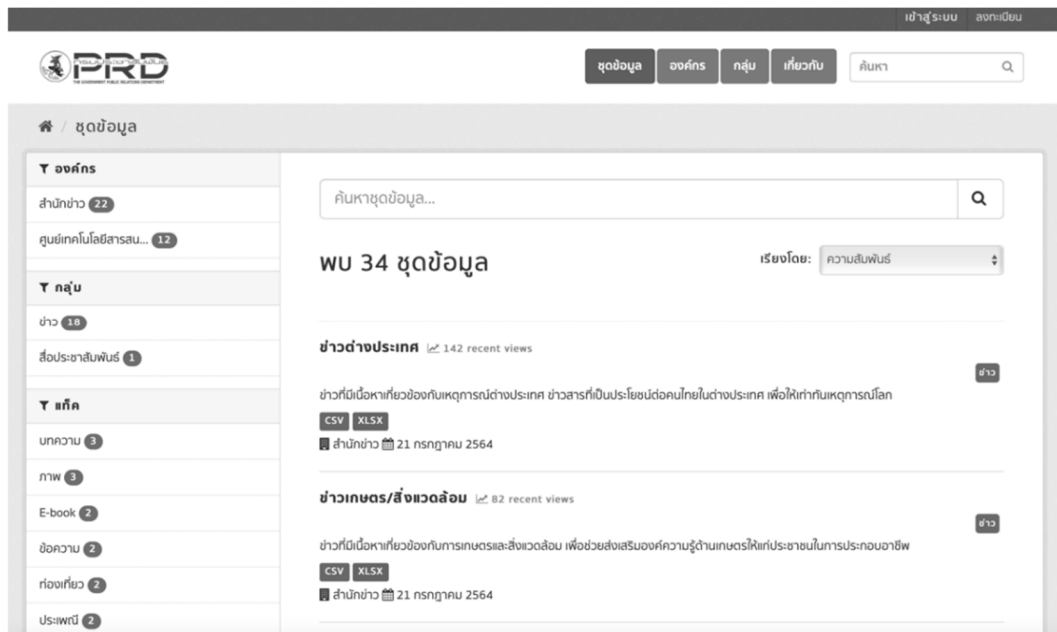 เข้าสู่ระบบ ลงทะเบียน
กรมประชาสัมพันธ์
PRD
THE GOVERNMENT PUBLIC RELATIONS DEPARTMENT
ชุดข้อมูล องค์กร กลุ่ม เกี่ยวกับ ค้นหา
/ ชุดข้อมูล
องค์กร
สำนักข่าว 22
ศูนย์เทคโนโลยีสารสน... 12
กลุ่ม
ข่าว 18
สื่อประชาสัมพันธ์ 1
แท็ค
บทความ 3
ภาพ 3
E-book 2
ข้อความ 2
ท่องเที่ยว 2
ประเพณี 2
ค้นหาชุดข้อมูล...
พบ 34 ชุดข้อมูล
เรียงโดย: ความสัมพันธ์
ข่าวต่างประเทศ 142 recent views
ข่าว
ข่าวที่มีเนื้อหาเกี่ยวข้องกับเหตุการณ์ต่างประเทศ ข่าวสารที่เป็นประโยชน์ต่อคนไทยในต่างประเทศ เพื่อให้เท่าทันเหตุการณ์โลก
CSV XLSX
สำนักข่าว 21 กรกฎาคม 2564
ข่าวเกษตร/สิ่งแวดล้อม 82 recent views
ข่าว
ข่าวที่มีเนื้อหาเกี่ยวข้องกับการเกษตรและสิ่งแวดล้อม เพื่อช่วยส่งเสริมองค์ความรู้ด้านเกษตรให้แก่ประชาชนในการประกอบอาชีพ
CSV XLSX
สำนักข่าว 21 กรกฎาคม 2564